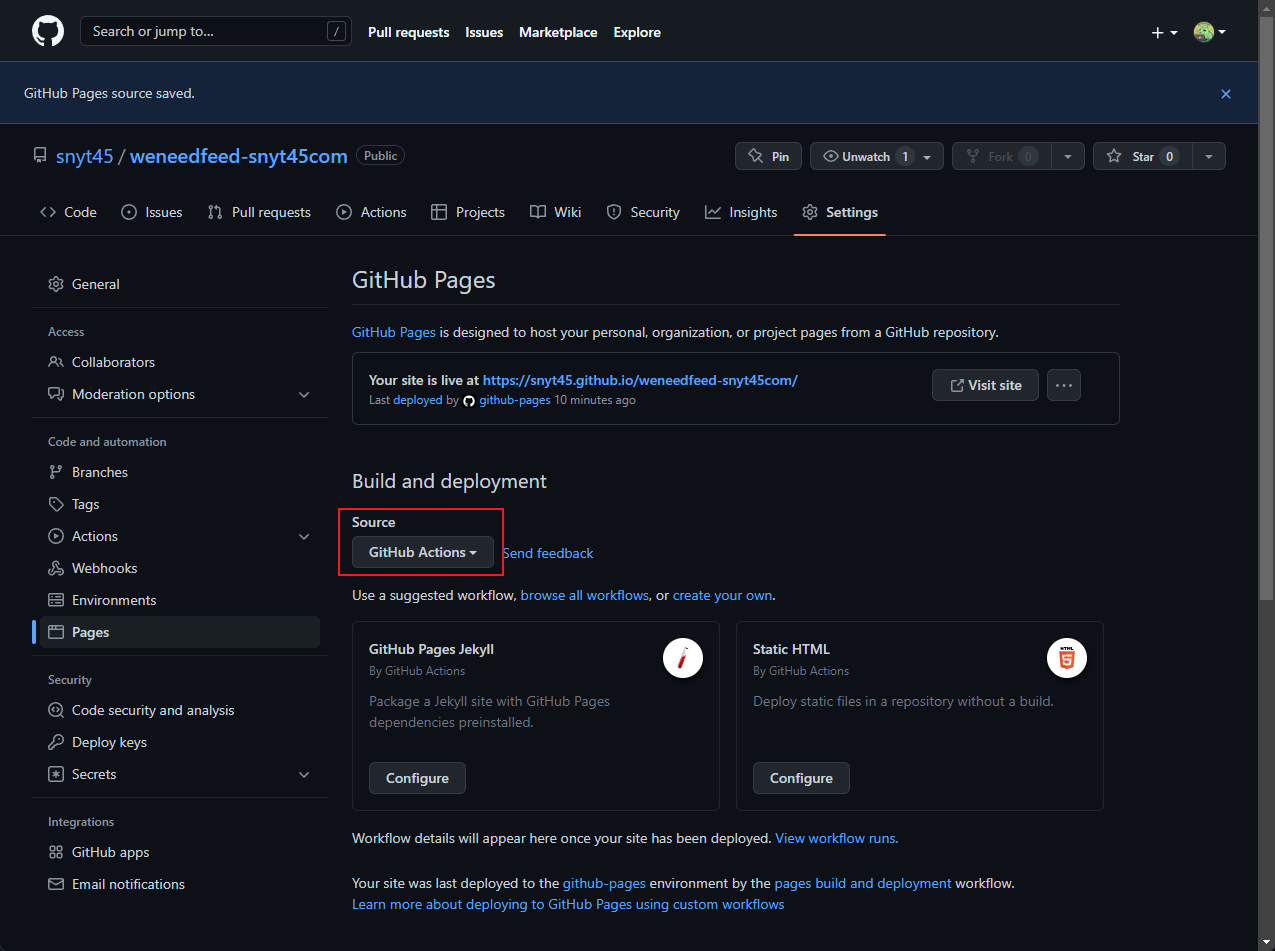 Search or jump to... /
Pull requests Issues Marketplace Explore
GitHub Pages source saved.
snyt45 / weneedfeed-snyt45com Public
Pin Unwatch 1 Fork 0 Star 0
Code Issues Pull requests Actions Projects Wiki Security Insights Settings
General
Access
Collaborators
Moderation options
Code and automation
Branches
Tags
Actions
Webhooks
Environments
Pages
Security
Code security and analysis
Deploy keys
Secrets
Integrations
GitHub apps
Email notifications
GitHub Pages
GitHub Pages is designed to host your personal, organization, or project pages from a GitHub repository.
Your site is live at https://snyt45.github.io/weneedfeed-snyt45com/
Last deployed by github-pages 10 minutes ago
Visit site
Build and deployment
Source
GitHub Actions
Send feedback
Use a suggested workflow, browse all workflows, or create your own.
GitHub Pages Jekyll
By GitHub Actions
Package a Jekyll site with GitHub Pages
dependencies preinstalled.
Configure
Static HTML
By GitHub Actions
HTML
5
Deploy static files in a repository without a build.
Configure
Workflow details will appear here once your site has been deployed. View workflow runs.
Your site was last deployed to the github-pages environment by the pages build and deployment workflow.
Learn more about deploying to GitHub Pages using custom workflows